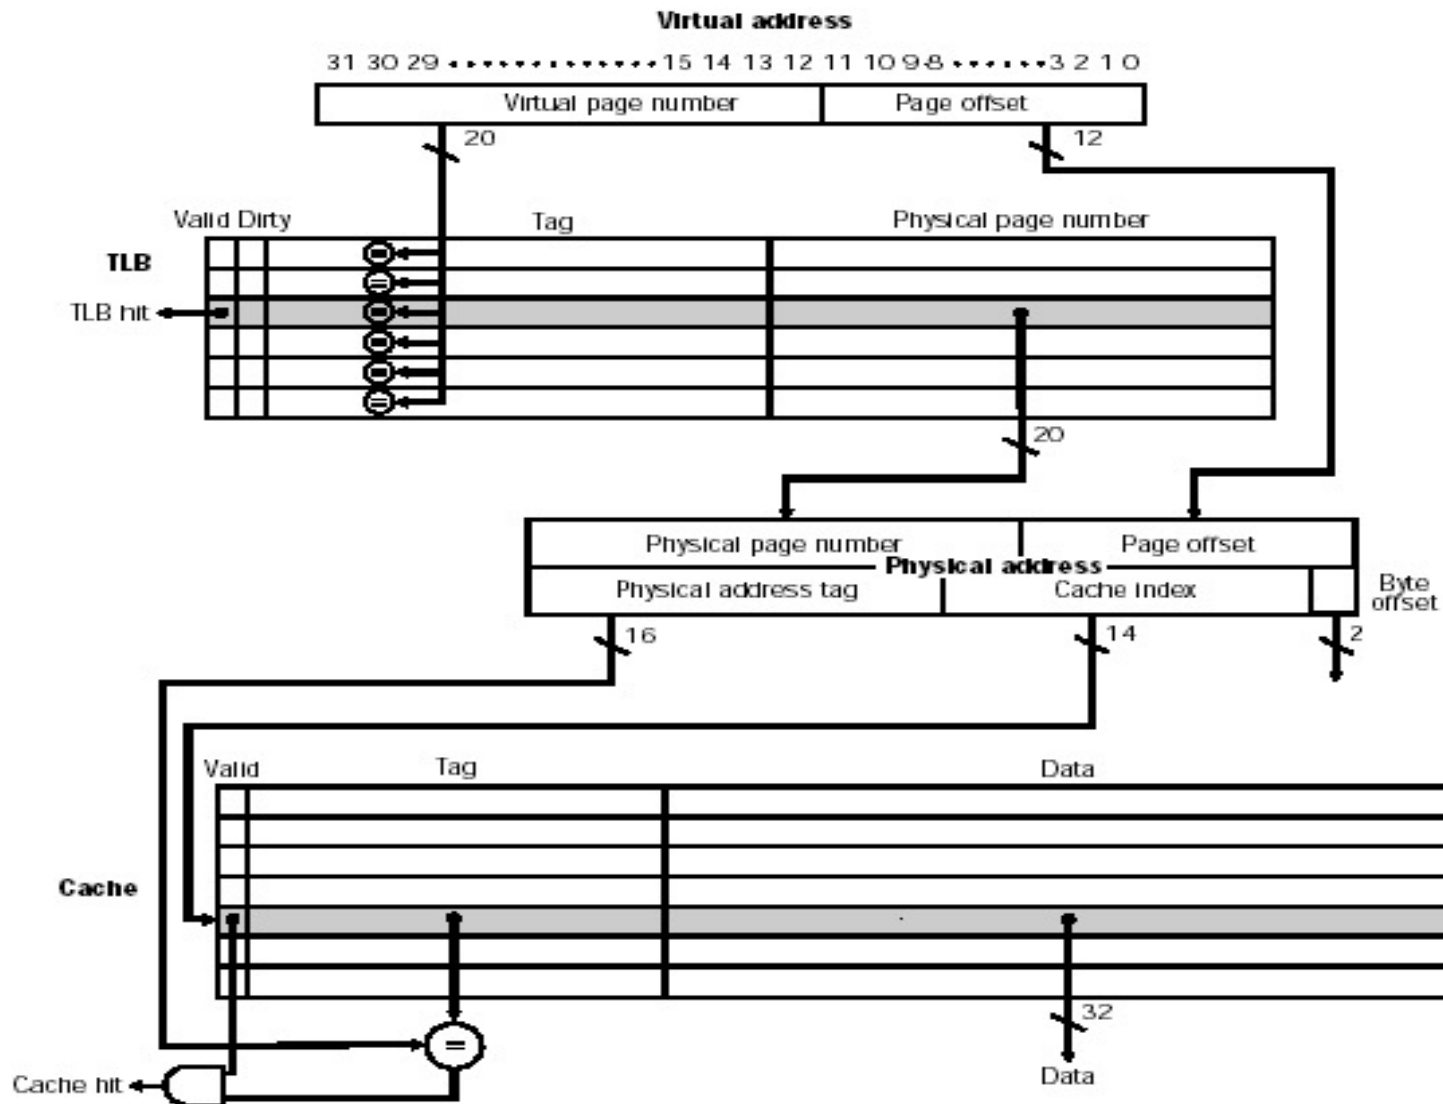 Virtual address
31 30 29 ............ 15 14 13 12 11 10 9 8 ...... 3 2 1 0
Virtual page number Page offset
20 12
Valid Dirty Tag Physical page number
TLB
=
=
TLB hit =
=
=
=
20
Physical page number Page offset
Physical address
Physical address tag Cache index Byte offset
16 14 2
Valid Tag Data
Cache
32
=
Data
Cache hit